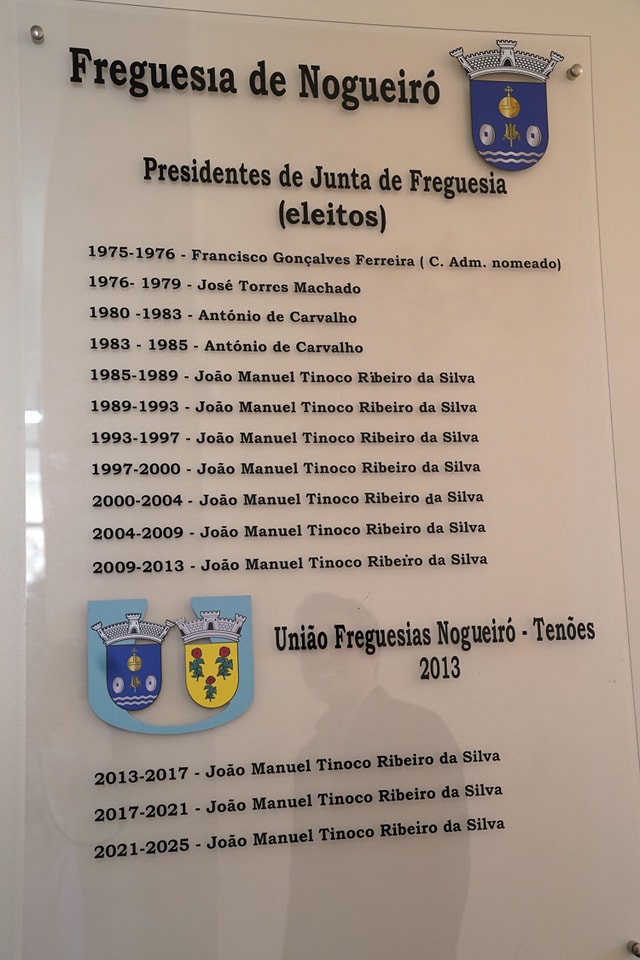 Freguesia de Nogueiró
Presidentes de Junta de Freguesia
(eleitos)
1975-1976 - Francisco Gonçalves Ferreira ( C. Adm. nomeado)
1976- 1979 - José Torres Machado
1980 -1983 - António de Carvalho
1983 - 1985 - António de Carvalho
1985-1989 - João Manuel Tinoco Ribeiro da Silva
1989-1993 - João Manuel Tinoco Ribeiro da Silva
1993-1997 - João Manuel Tinoco Ribeiro da Silva
1997-2000 - João Manuel Tinoco Ribeiro da Silva
2000-2004 - João Manuel Tinoco Ribeiro da Silva
2004-2009 - João Manuel Tinoco Ribeiro da Silva
2009-2013 - João Manuel Tinoco Ribeiro da Silva
União Freguesias Nogueiró - Tenões
2013
2013-2017 - João Manuel Tinoco Ribeiro da Silva
2017-2021 - João Manuel Tinoco Ribeiro da Silva
2021-2025 - João Manuel Tinoco Ribeiro da Silva